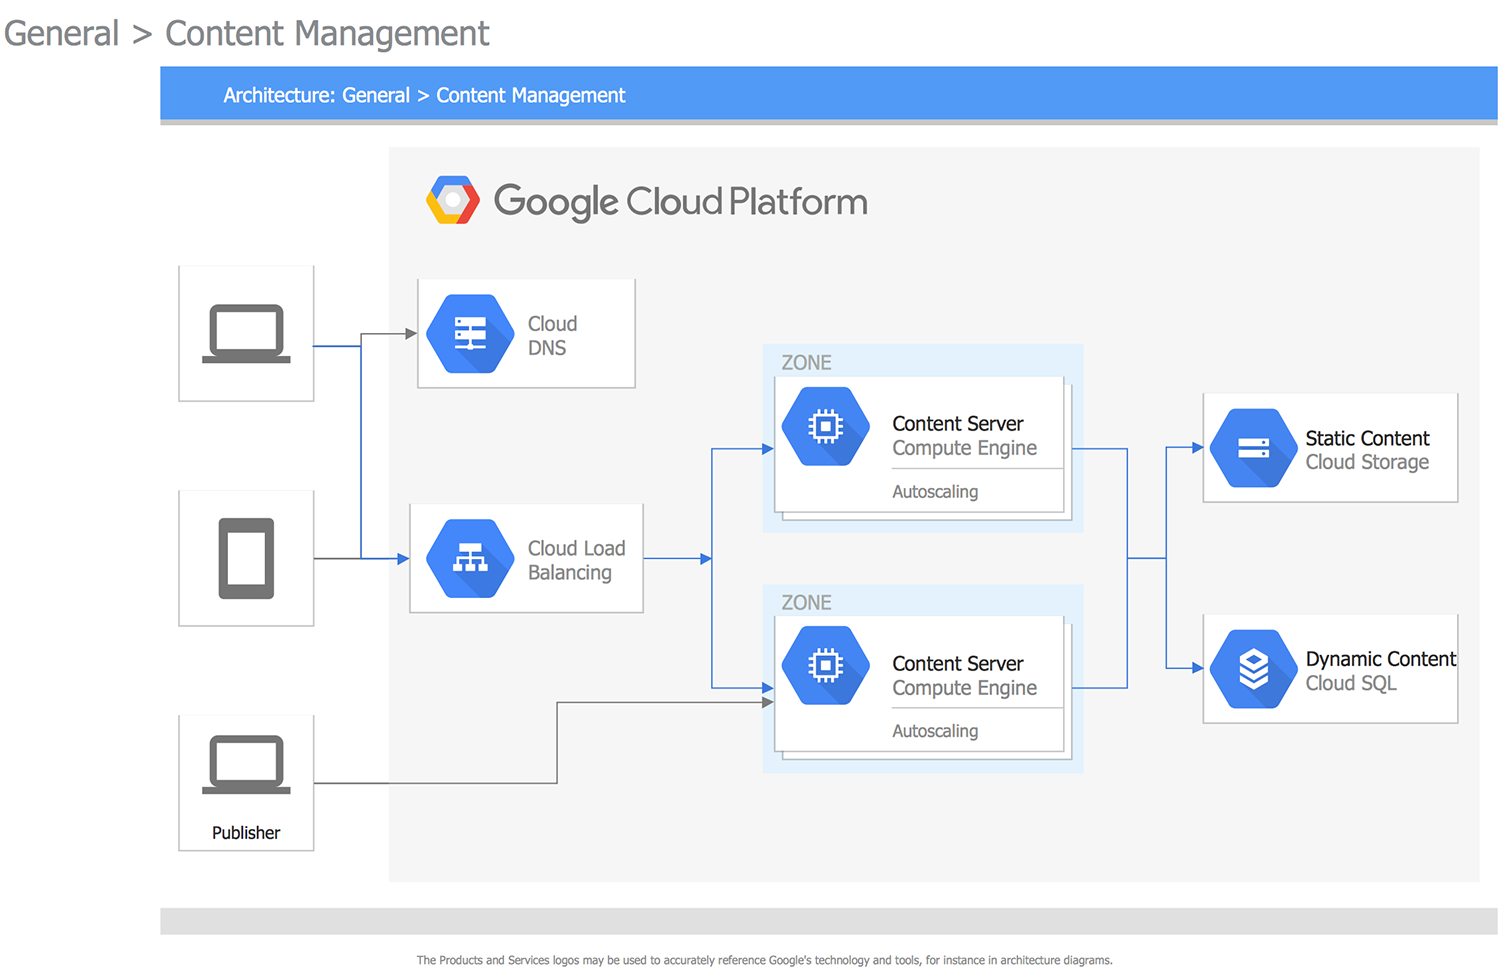 General > Content Management
Architecture: General > Content Management
Google Cloud Platform
Cloud
DNS
Cloud Load
Balancing
Publisher
ZONE
Content Server
Compute Engine
Autoscaling
ZONE
Content Server
Compute Engine
Autoscaling
Static Content
Cloud Storage
Dynamic Content
Cloud SQL
The Products and Services logos may be used to accurately reference Google's technology and tools, for instance in architecture diagrams.